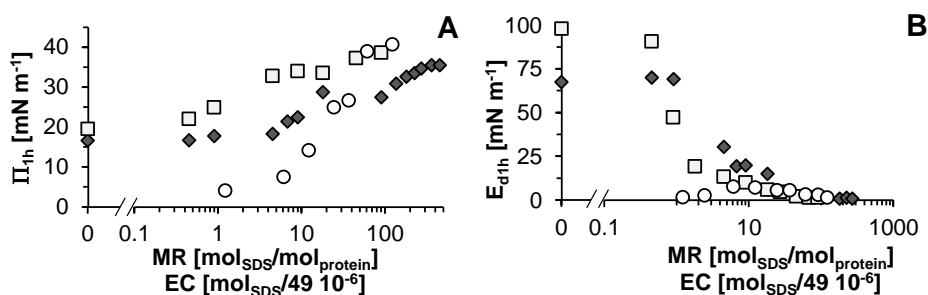 A
Π1h [mN m-1]
50
40
30
20
10
0
0 0.1 1 10 100
MR [molSDS/molprotein]
EC [molSDS/49 10-6]
B
Ed1h [mN m-1]
100
75
50
25
0
0 0.1 10 1000
MR [molSDS/molprotein]
EC [molSDS/49 10-6]